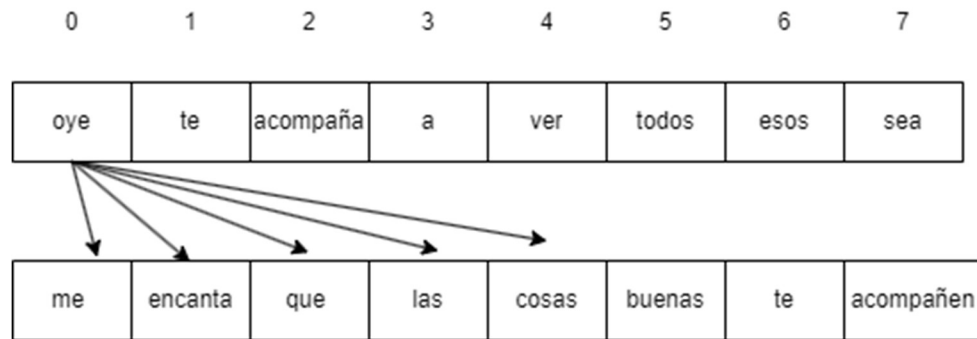 0 1 2 3 4 5 6 7
oye te acompaña a ver todos esos sea
me encanta que las cosas buenas te acompañen